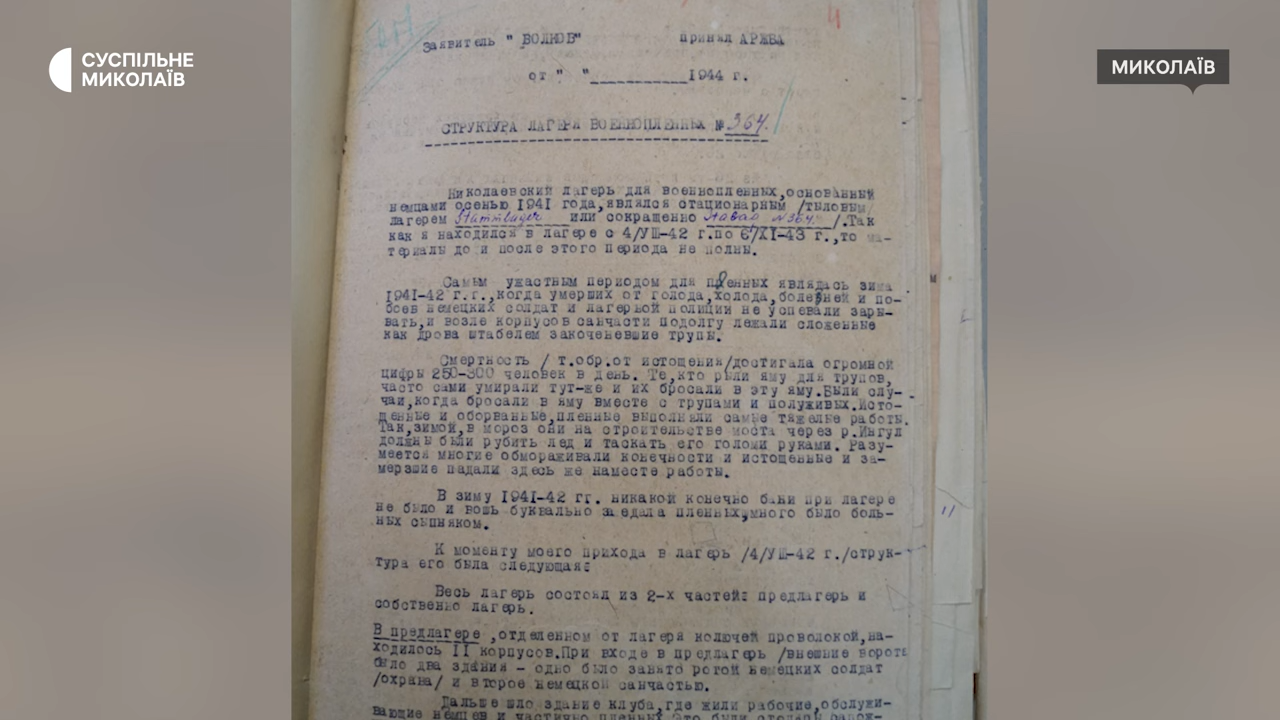 СУСПІЛЬНЕ
МИКОЛАЇВ
МИКОЛАЇВ
Заявитель " ВОЛКОВ" принял АРЖВА
от " "__________1944 г.
СТРУКТУРА ЛАГЕРЯ ВОЕННОПЛЕННЫХ № 364.
Николаевский лагерь для военнопленных,основанный
немцами осенью 1941 года,являлся стационарным /тыловым/
лагерем Stammlager или сокращенно № 364. /.Так
как я находился в лагере с 4/УШ-42 г.по 6/XI-43 г.,то ма-
териалы до и после этого периода не полны.
Самым ужастным периодом для пленных являлась зима
1941-42 г.г.,когда умерших от голода,холода,болезней и по-
боев немецких солдат и лагерной полиции не успевали зары-
вать,и возле корпусов санчасти подолгу лежали сложенные
как дрова штабелем закоченевшие трупы.
Смертность / т.обр.от истощения/достигала огромной
цифры 250-300 человек в день. Те,кто рыли яму для трупов,
часто сами умирали тут-же и их бросали в эту яму.Были слу-
чаи,когда бросали в яму вместе с трупами и полуживых.Исто-
щенные и оборванные,пленные выполняли самые тяжелые работы.
Так,зимой,в мороз они на строительстве моста через р.Ингул
должны были рубить лед и таскать его голыми руками. Разу-
меется многие обмораживали конечности и истощенные и за-
мерзшие падали здесь же наместе работы.
В зиму 1941-42 гг. никакой конечно бани при лагере
не было и вошь буквально заедала пленных,много было боль-
ных сыпняком.
К моменту моего прихода в лагерь /4/УШ-42 г./струк-
тура его была следующая:
Весь лагерь состоял из 2-х частей: предлагерь и
собственно лагерь.
В предлагере ,отделенном от лагеря колючей проволокой,на-
ходилось II корпусов.При входе в предлагерь /внешние ворота
было два здания - одно было занято ротой немецких солдат
/охрана/ и второе немецкой санчастью.
Дальше шло здание клуба,где жили рабочие,обслужи-
вающие немцев и частично пленных